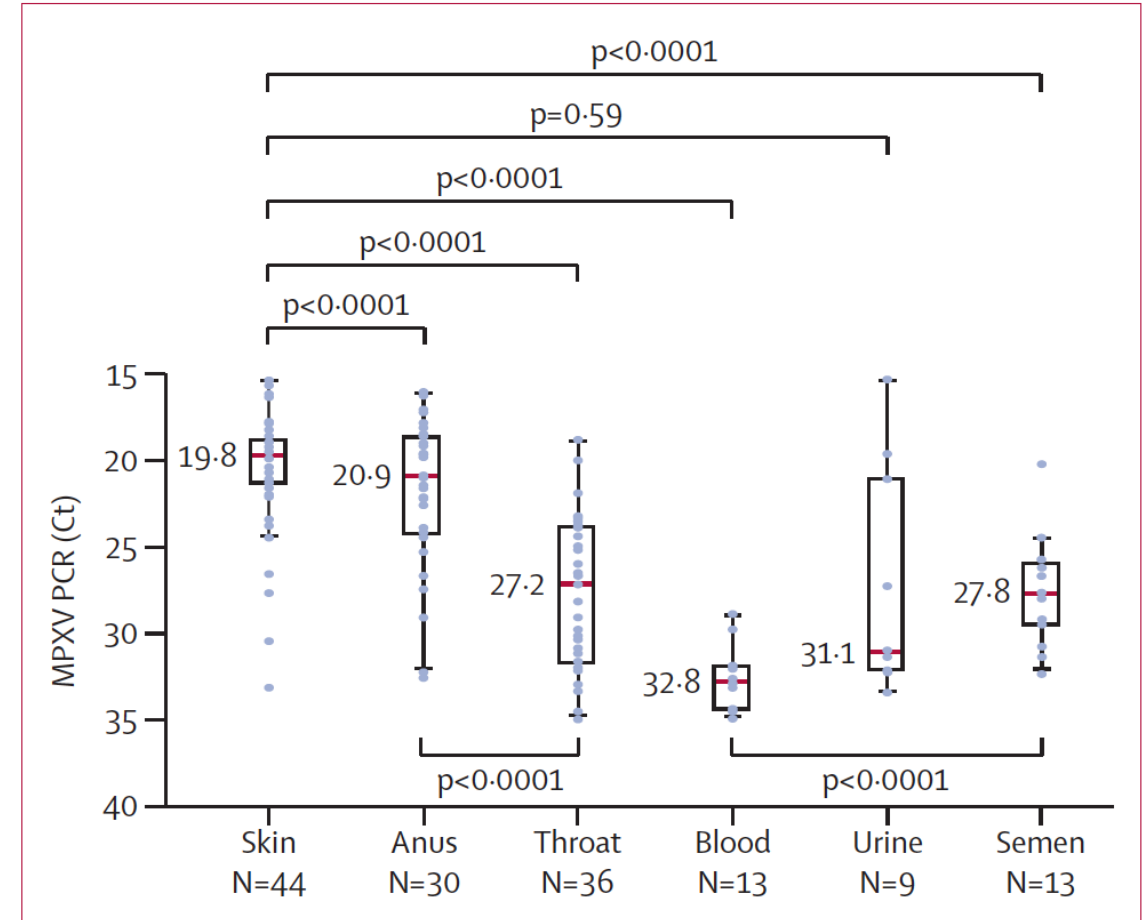 p<0·0001
p=0·59
p<0·0001
p<0·0001
p<0·0001
MPXV PCR (Ct)
15
20
25
30
35
40
19·8
20·9
27·2
32·8
31·1
27·8
p<0·0001
p<0·0001
Skin Anus Throat Blood Urine Semen
N=44 N=30 N=36 N=13 N=9 N=13